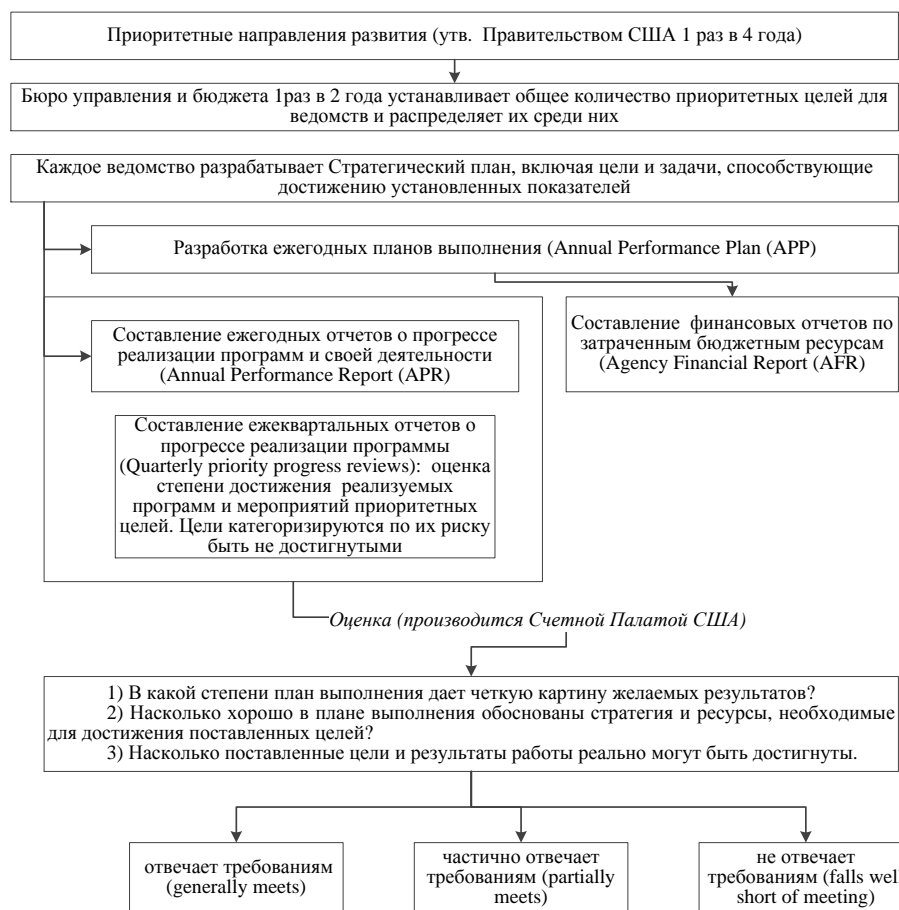 Приоритетные направления развития (утв. Правительством США 1 раз в 4 года)
Бюро управления и бюджета 1раз в 2 года устанавливает общее количество приоритетных целей для
ведомств и распределяет их среди них
Каждое ведомство разрабатывает Стратегический план, включая цели и задачи, способствующие
достижению установленных показателей
Разработка ежегодных планов выполнения (Annual Performance Plan (APP)
Составление ежегодных отчетов о прогрессе
реализации программ и своей деятельности
(Annual Performance Report (APR)
Составление финансовых отчетов по
затраченным бюджетным ресурсам
(Agency Financial Report (AFR)
Составление ежеквартальных отчетов о
прогрессе реализации программы
(Quarterly priority progress reviews): оценка
степени достижения реализуемых
программ и мероприятий приоритетных
целей. Цели категоризируются по их риску
быть не достигнутыми
Оценка (производится Счетной Палатой США)
1) В какой степени план выполнения дает четкую картину желаемых результатов?
2) Насколько хорошо в плане выполнения обоснованы стратегия и ресурсы, необходимые
для достижения поставленных целей?
3) Насколько поставленные цели и результаты работы реально могут быть достигнуты.
отвечает требованиям
(generally meets)
частично отвечает
требованиям (partially
meets)
не отвечает
требованиям (falls well
short of meeting)